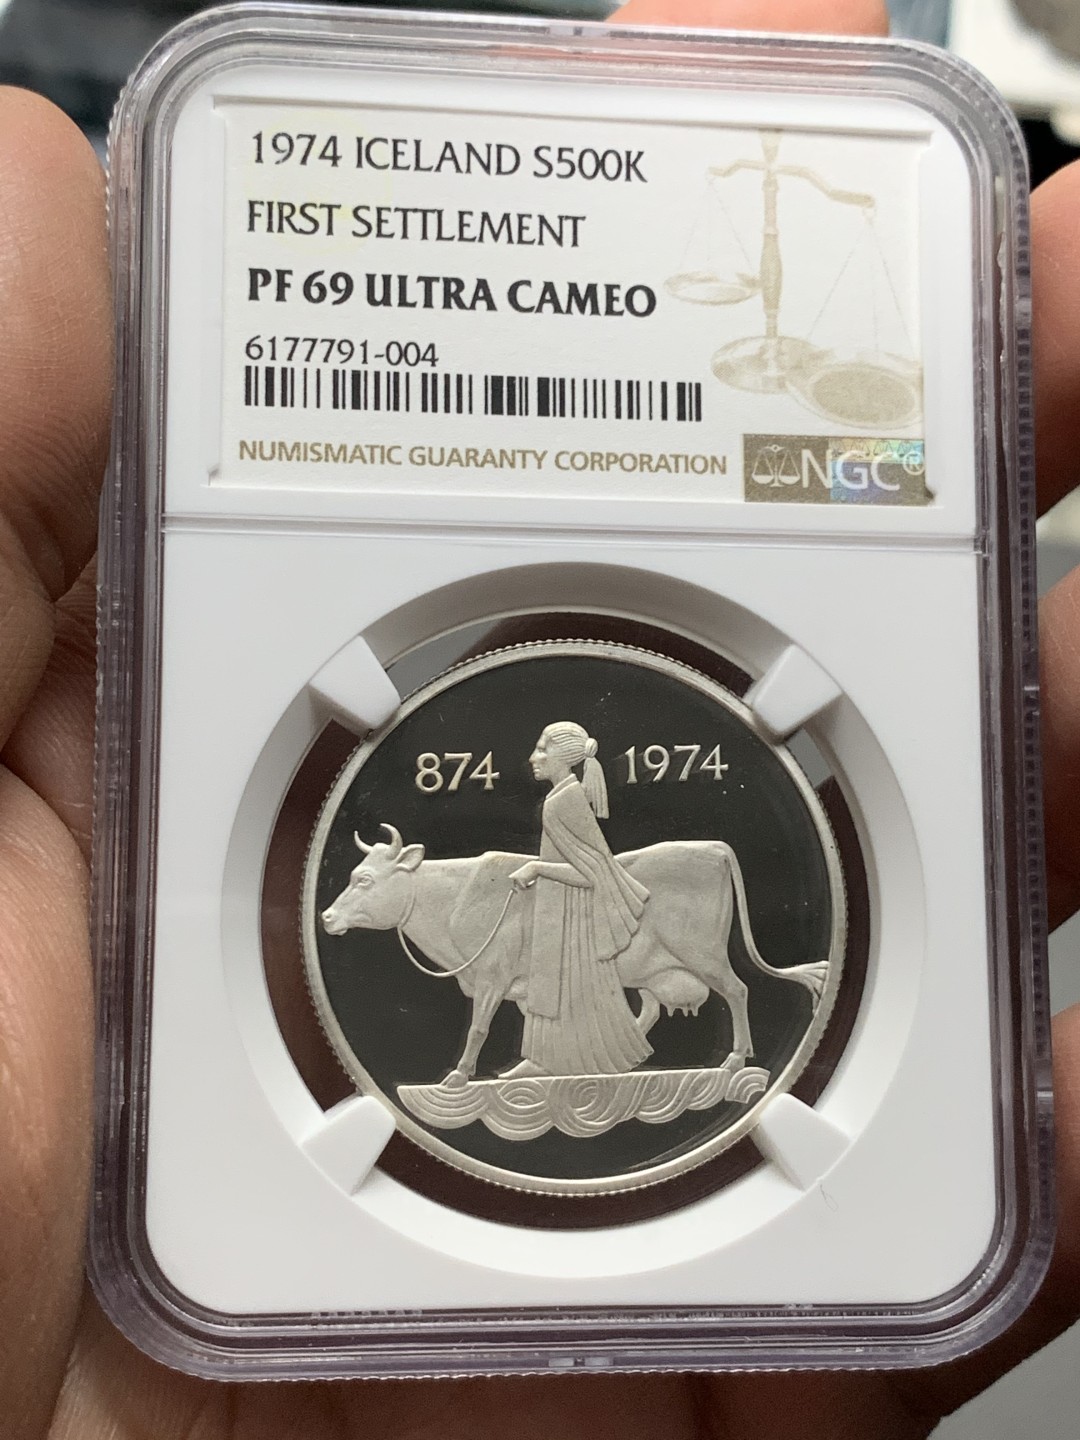 1974 ICELAND S500K
FIRST SETTLEMENT
PF 69 ULTRA CAMEO
6177791-004
NUMISMATIC GUARANTY CORPORATION
NGC®
874 1974